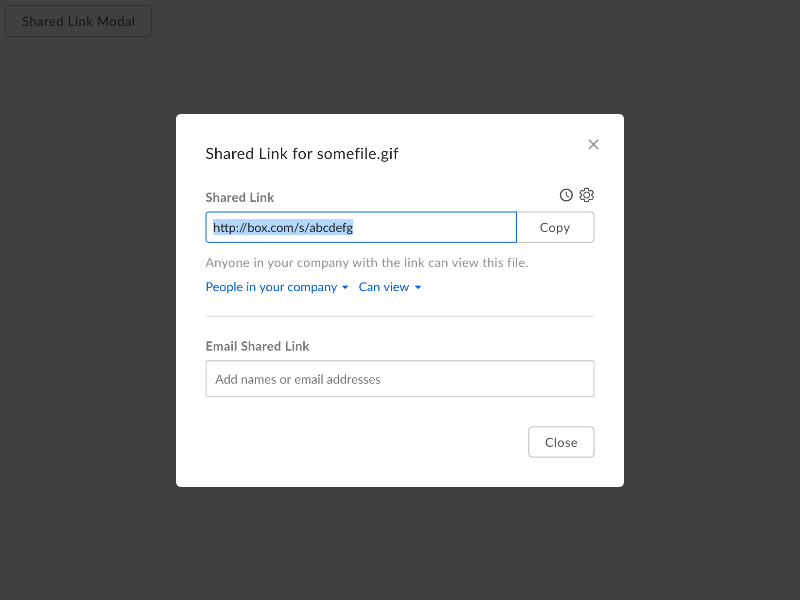 Shared Link Modal
Shared Link for somefile.gif
Shared Link
http://box.com/s/abcdefg
Copy
Anyone in your company with the link can view this file.
People in your company Can view
Email Shared Link
Add names or email addresses
Close